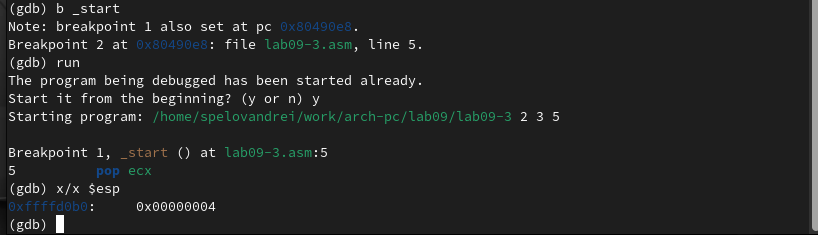 (gdb) b _start
Note: breakpoint 1 also set at pc 0x80490e8.
Breakpoint 2 at 0x80490e8: file lab09-3.asm, line 5.
(gdb) run
The program being debugged has been started already.
Start it from the beginning? (y or n) y
Starting program: /home/spelovandrei/work/arch-pc/lab09/lab09-3 2 3 5
Breakpoint 1, _start () at lab09-3.asm:5
5 pop ecx
(gdb) x/x $esp
0xffffd0b0: 0x00000004
(gdb)